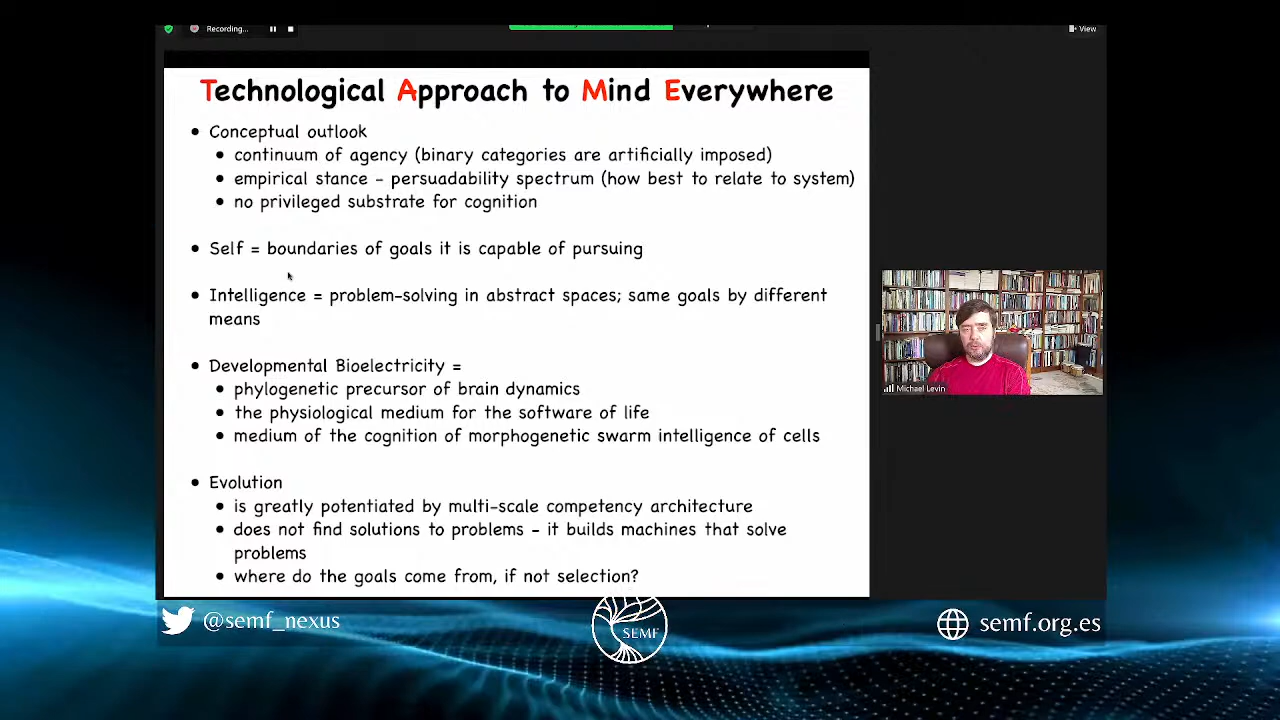 Recording...
View
Technological Approach to Mind Everywhere
• Conceptual outlook
• continuum of agency (binary categories are artificially imposed)
• empirical stance - persuadability spectrum (how best to relate to system)
• no privileged substrate for cognition
• Self = boundaries of goals it is capable of pursuing
• Intelligence = problem-solving in abstract spaces; same goals by different
means
• Developmental Bioelectricity =
• phylogenetic precursor of brain dynamics
• the physiological medium for the software of life
• medium of the cognition of morphogenetic swarm intelligence of cells
• Evolution
• is greatly potentiated by multi-scale competency architecture
• does not find solutions to problems - it builds machines that solve
problems
• where do the goals come from, if not selection?
Michael Levin
@semf_nexus
SEMF
semf.org.es